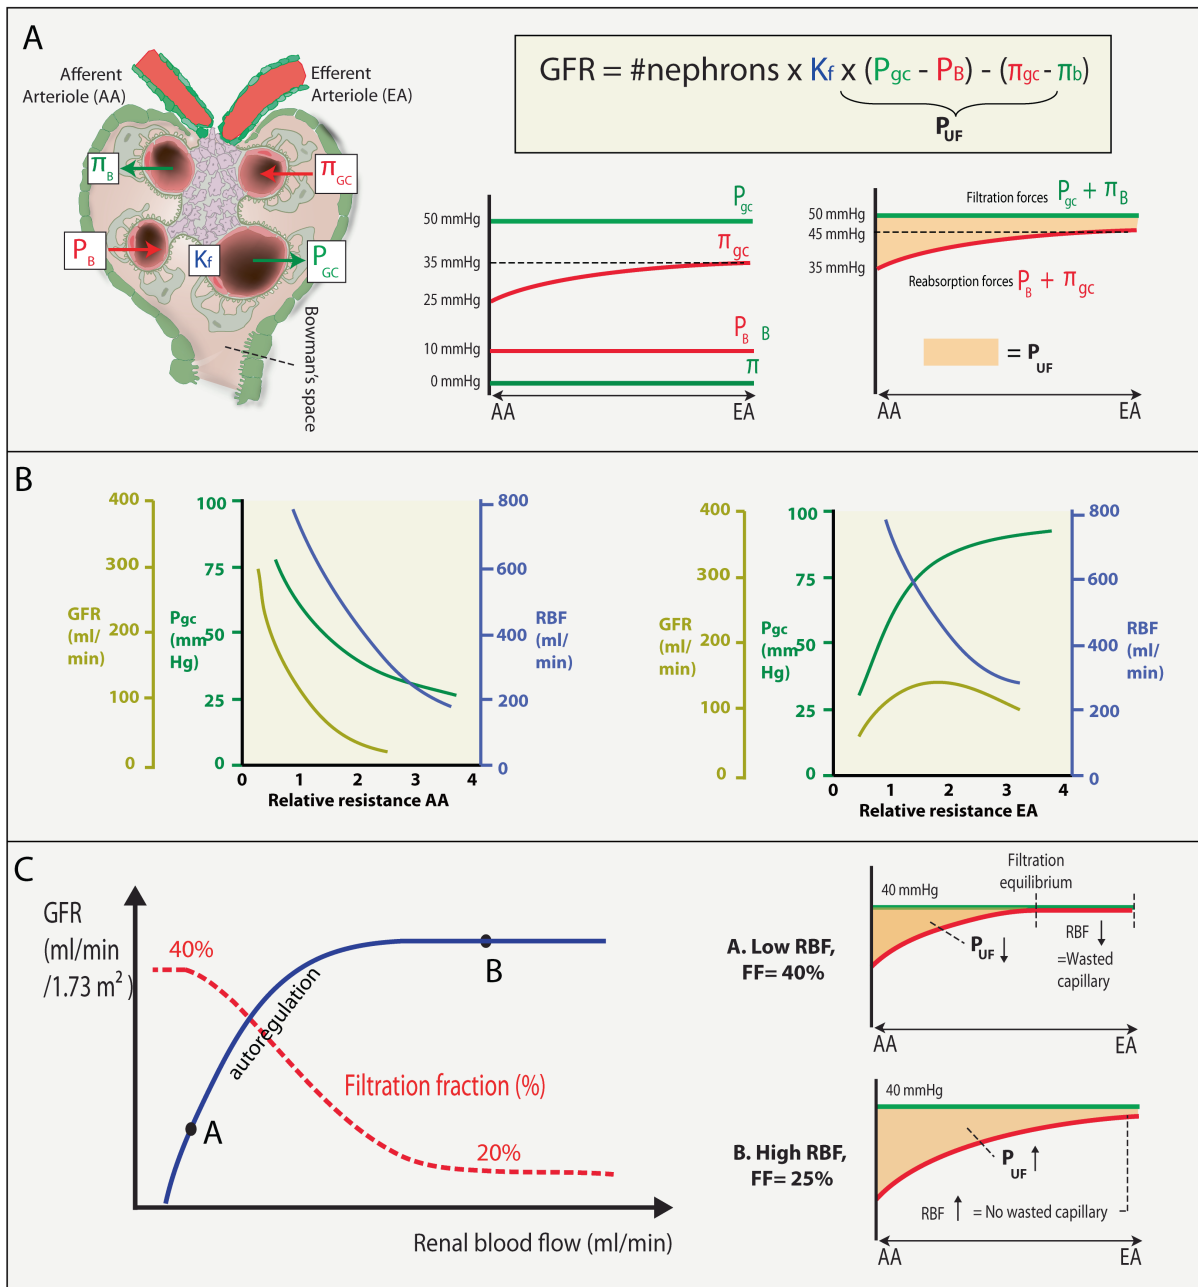 A
Afferent
Arteriole (AA)
Efferent
Arteriole (EA)
πB
πGC
PB
Kf
PGC
Bowman's space
GFR = #nephrons x Kf x (Pgc - PB) - (πgc - πb)
PUF
50 mmHg
35 mmHg
25 mmHg
10 mmHg
0 mmHg
Pgc
πgc
PB B
π
AA
EA
Filtration forces Pgc + πB
50 mmHg
45 mmHg
35 mmHg
Reabsorption forces PB + πgc
= PUF
AA
EA
B
400
300
200
100
0
GFR
(ml/
min)
100
75
50
25
0
Pgc
(mm
Hg)
800
600
400
200
0
RBF
(ml/
min)
0 1 2 3 4
Relative resistance AA
400
300
200
100
0
GFR
(ml/
min)
100
75
50
25
0
Pgc
(mm
Hg)
800
600
400
200
0
RBF
(ml/
min)
0 1 2 3 4
Relative resistance EA
C
GFR
(ml/min
/1.73 m²)
40%
autoregulation
B
A
Filtration fraction (%)
20%
Renal blood flow (ml/min)
A. Low RBF,
FF= 40%
40 mmHg
Filtration
equilibrium
PUF ↓
RBF ↓
=Wasted
capillary
AA
EA
B. High RBF,
FF= 25%
40 mmHg
PUF ↑
RBF ↑ = No wasted capillary
AA
EA